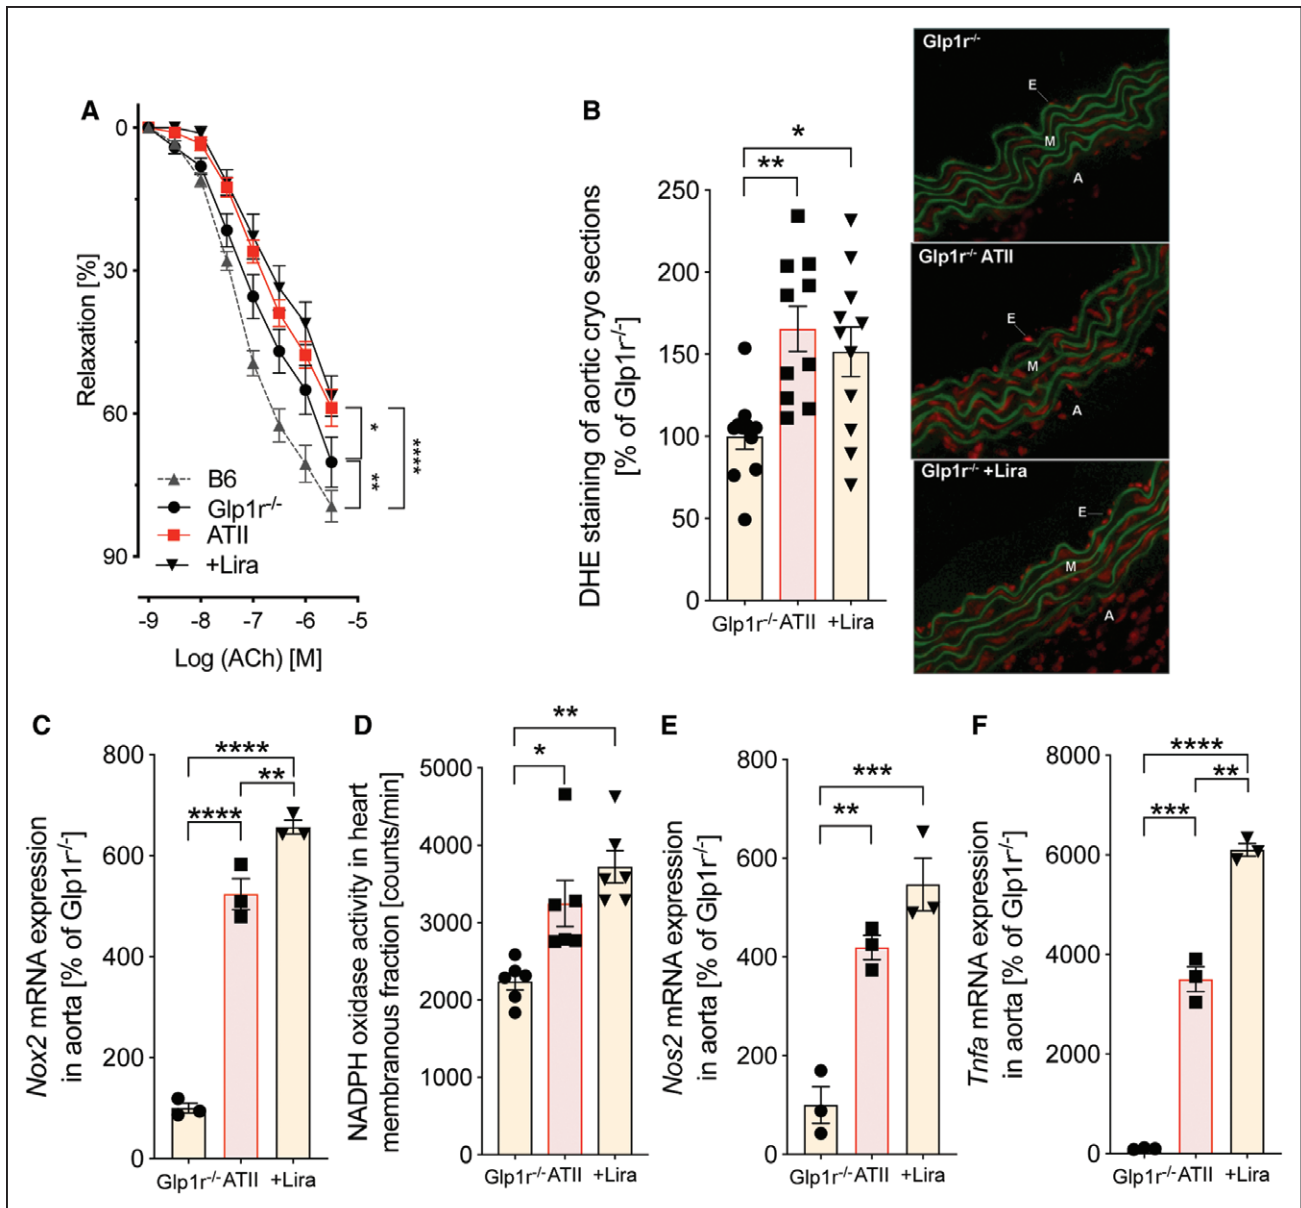 A
0
30
60
90
Relaxation [%]
B6
Glp1r-/-
ATII
+Lira
*
**
****
-9 -8 -7 -6 -5
Log (ACh) [M]
B
DHE staining of aortic cryo sections
[% of Glp1r-/-]
250
200
150
100
50
0
*
**
Glp1r-/- ATII +Lira
Glp1r-/-
E
M
A
Glp1r-/- ATII
E
M
A
Glp1r-/- +Lira
E
M
A
C
Nox2 mRNA expression
in aorta [% of Glp1r-/-]
800
600
400
200
0
****
**
****
Glp1r-/- ATII +Lira
D
NADPH oxidase activity in heart
membranous fraction [counts/min]
5000
4000
3000
2000
1000
0
**
*
Glp1r-/- ATII +Lira
E
Nos2 mRNA expression
in aorta [% of Glp1r-/-]
800
600
400
200
0
***
**
Glp1r-/- ATII +Lira
F
Tnfa mRNA expression
in aorta [% of Glp1r-/-]
8000
6000
4000
2000
0
****
**
***
Glp1r-/- ATII +Lira